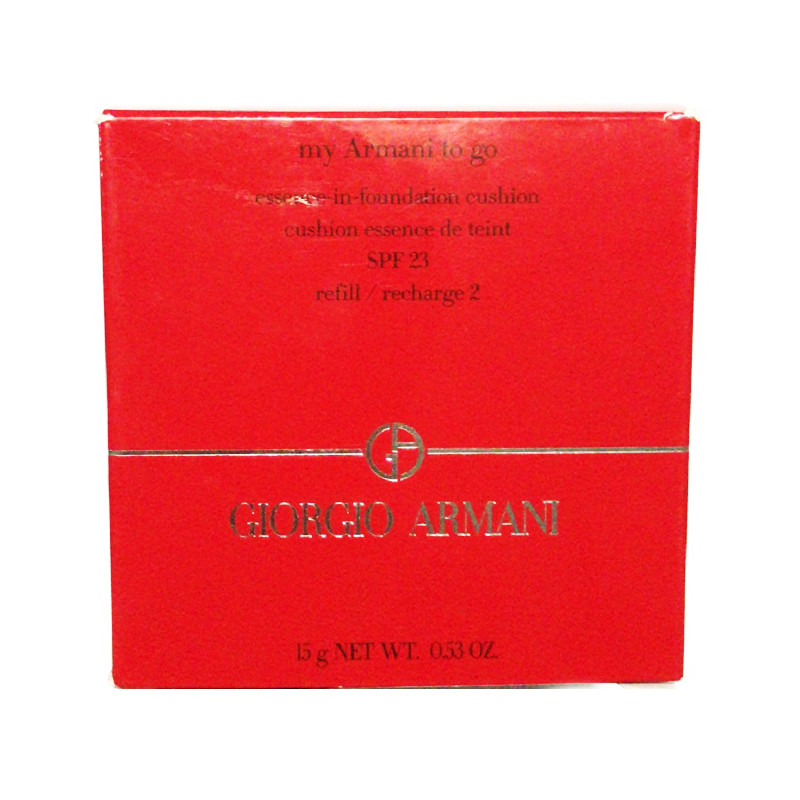 my Armani to go
essence-in-foundation cushion
cushion essence de teint
SPF 23
refill / recharge 2
GA
GIORGIO ARMANI
15 g NET WT. 0.53 OZ.